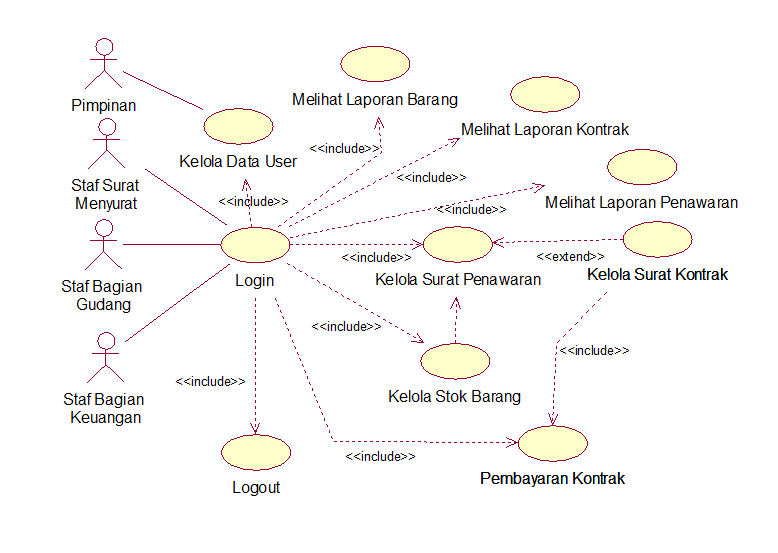 Pimpinan
Melihat Laporan Barang
Melihat Laporan Kontrak
<<include>>
Kelola Data User
Staf Surat
Menyurat
<<include>>
<<include>>
Melihat Laporan Penawaran
<<include>>
Staf Bagian
Gudang
Login
<<include>>
Kelola Surat Penawaran
<<extend>>
Kelola Surat Kontrak
<<include>>
<<include>>
Staf Bagian
Keuangan
<<include>>
Kelola Stok Barang
Logout
<<include>>
Pembayaran Kontrak